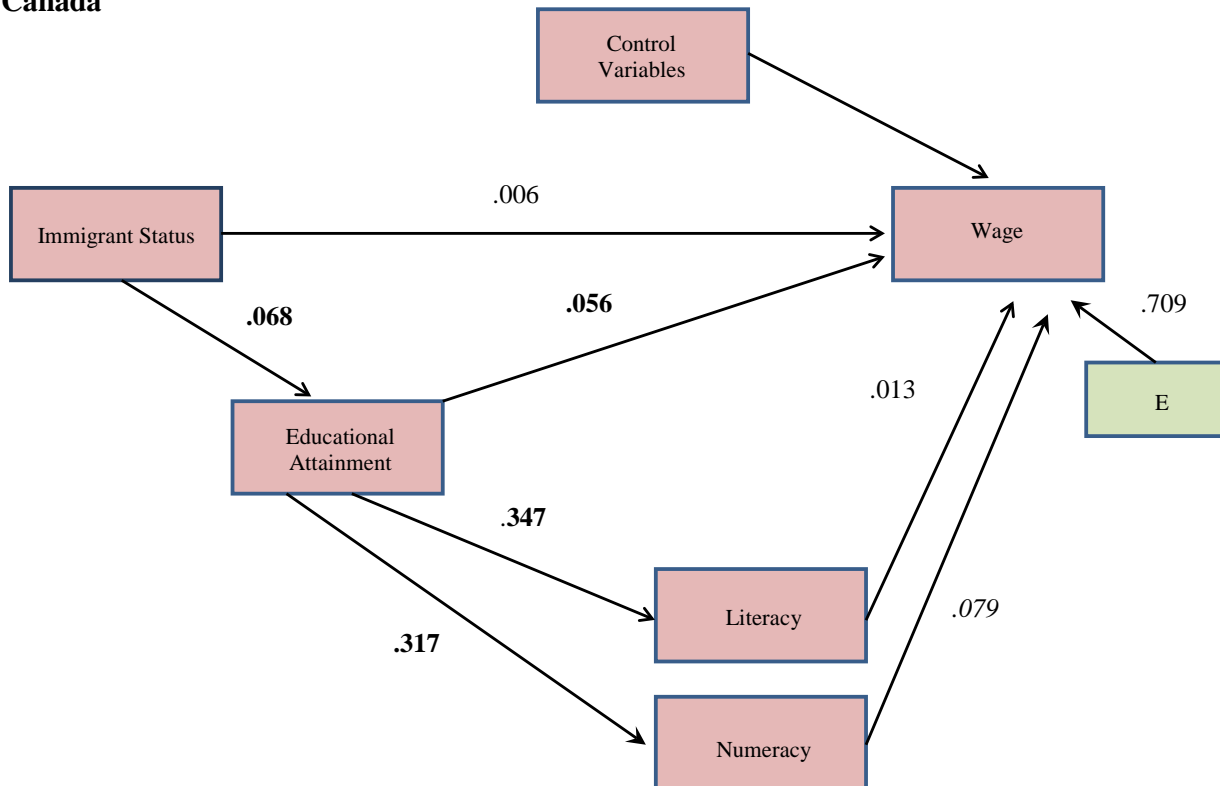 Canada
Control
Variables
.006
Immigrant Status
Wage
.068
.056
.709
.013
E
Educational
Attainment
.347
Literacy
.079
.317
Numeracy